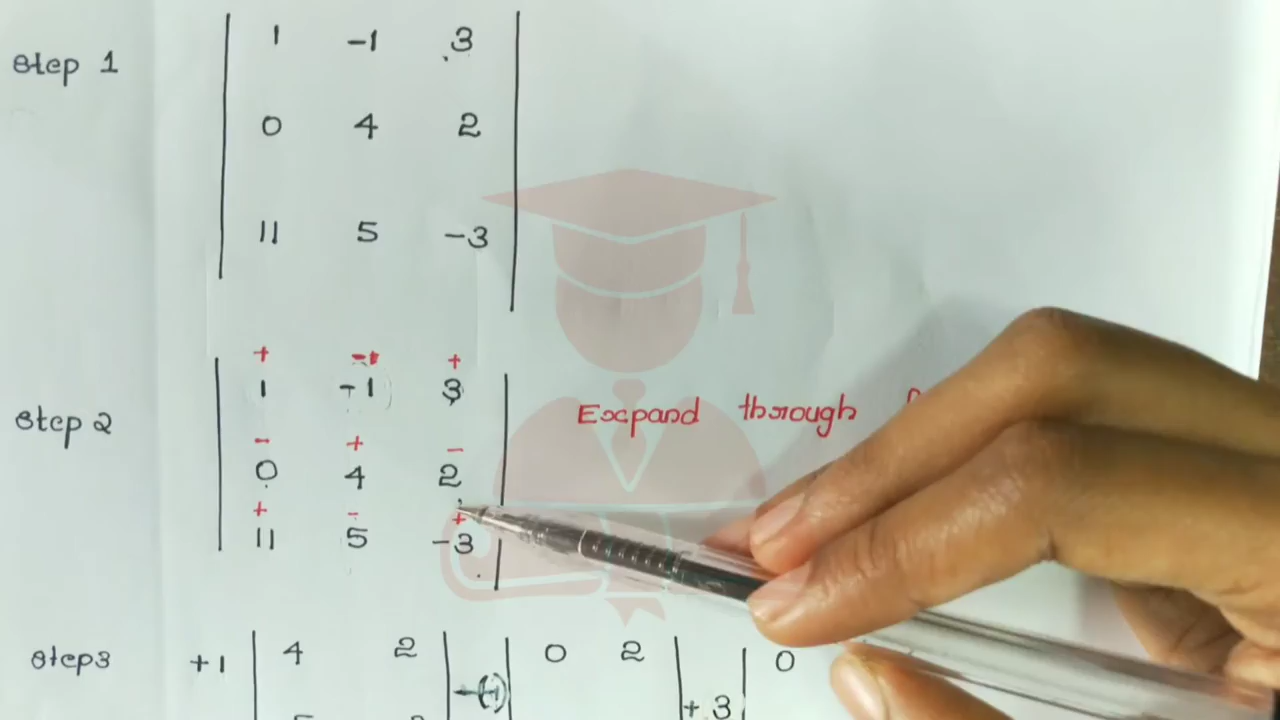 Step 1
1 -1 3
0 4 2
11 5 -3
Step 2
+ - +
1 -1 3
Expand through
- + -
0 4 2
+ - +
11 5 -3
Step3 +1 4 2 -(-1) 0 2 +3 0